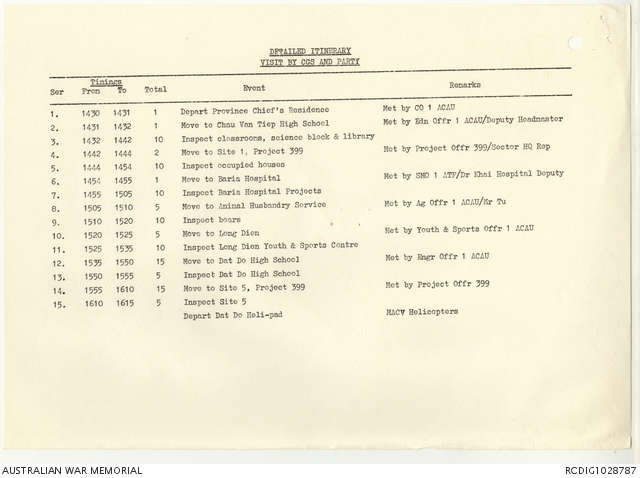 DETAILED ITINERARY
VISIT BY CGS AND PARTY
Timings
Ser From To Total Event Remarks
1. 1430 1431 1 Depart Province Chief's Residence Met by CO 1 ACAU
2. 1431 1432 1 Move to Chau Van Tiep High School Met by Edn Offr 1 ACAU/Deputy Headmaster
3. 1432 1442 10 Inspect classrooms, science block & library
4. 1442 1444 2 Move to Site 1, Project 399 Met by Project Offr 399/Sector HQ Rep
5. 1444 1454 10 Inspect occupied houses
6. 1454 1455 1 Move to Baria Hospital Met by SMO 1 ATF/Dr Khai Hospital Deputy
7. 1455 1505 10 Inspect Baria Hospital Projects
8. 1505 1510 5 Move to Animal Husbandry Service Met by Ag Offr 1 ACAU/Mr Tu
9. 1510 1520 10 Inspect boars
10. 1520 1525 5 Move to Long Dien Met by Youth & Sports Offr 1 ACAU
11. 1525 1535 10 Inspect Long Dien Youth & Sports Centre
12. 1535 1550 15 Move to Dat Do High School Met by Engr Offr 1 ACAU
13. 1550 1555 5 Inspect Dat Do High School
14. 1555 1610 15 Move to Site 5, Project 399 Met by Project Offr 399
15. 1610 1615 5 Inspect Site 5
Depart Dat Do Heli-pad MACV Helicopters
AUSTRALIAN WAR MEMORIAL RCDIG1028787